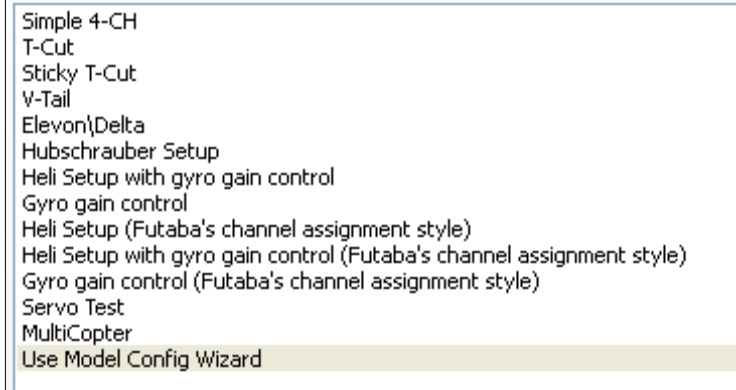 Simple 4-CH
T-Cut
Sticky T-Cut
V-Tail
Elevon\Delta
Hubschrauber Setup
Heli Setup with gyro gain control
Gyro gain control
Heli Setup (Futaba's channel assignment style)
Heli Setup with gyro gain control (Futaba's channel assignment style)
Gyro gain control (Futaba's channel assignment style)
Servo Test
MultiCopter
Use Model Config Wizard